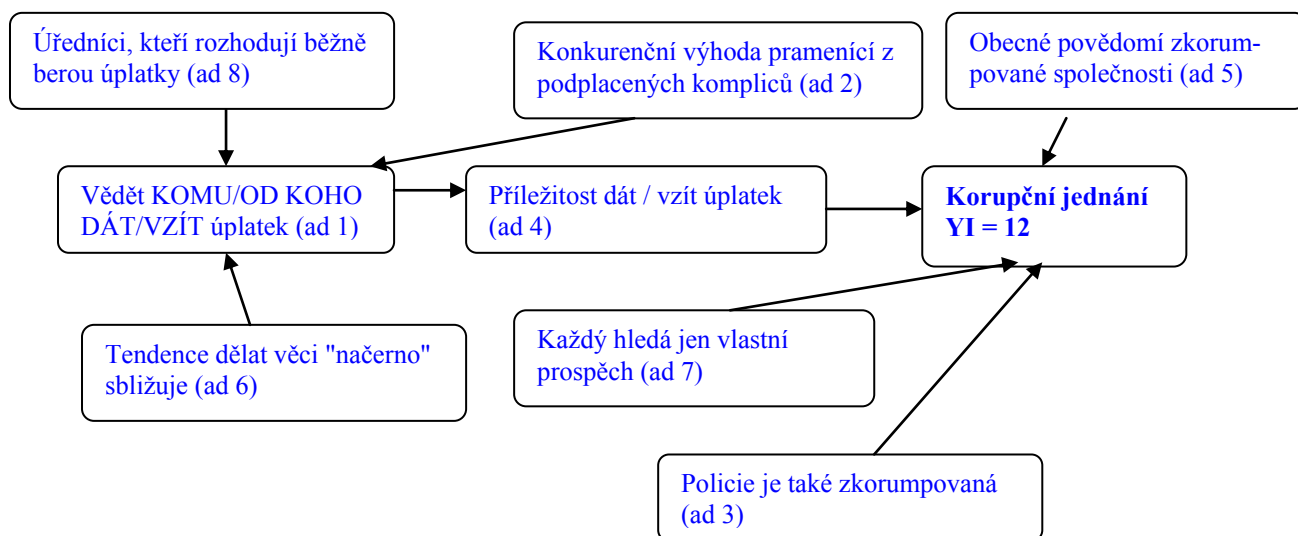 Úředníci, kteří rozhodují běžně
berou úplatky (ad 8)
Konkurenční výhoda pramenící z
podplacených kompliců (ad 2)
Obecné povědomí zkorum-
pované společnosti (ad 5)
Vědět KOMU/OD KOHO
DÁT/VZÍT úplatek (ad 1)
Příležitost dát / vzít úplatek
(ad 4)
Korupční jednání
YI = 12
Tendence dělat věci "načerno"
sbližuje (ad 6)
Každý hledá jen vlastní
prospěch (ad 7)
Policie je také zkorumpovaná
(ad 3)